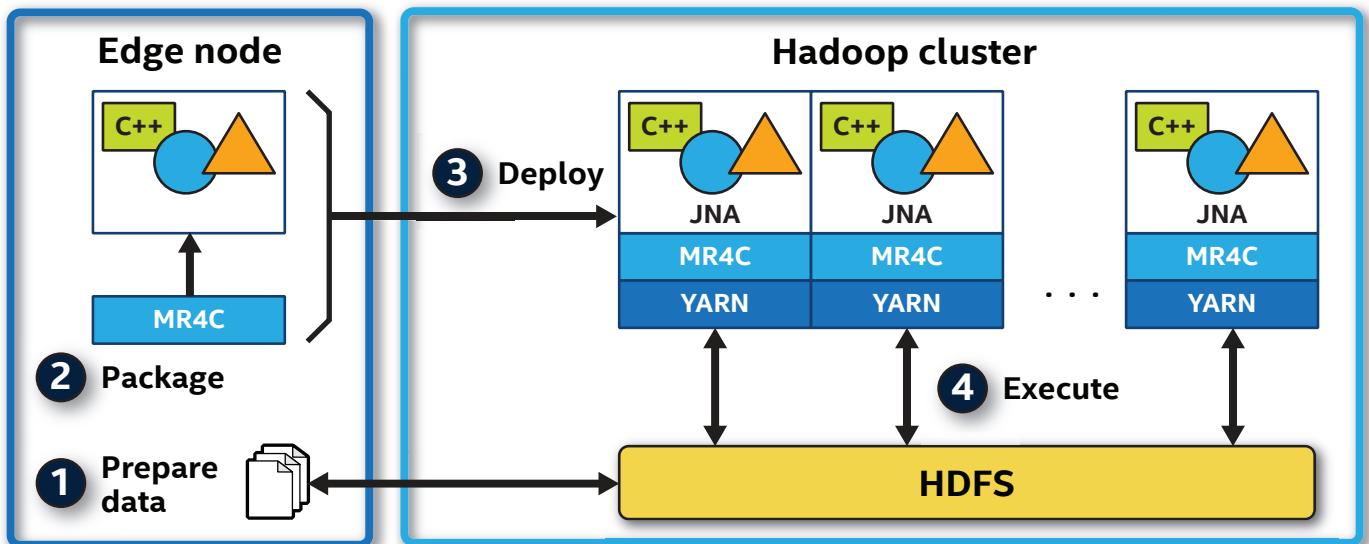 Edge node
C++
MR4C
2 Package
1 Prepare
data
3 Deploy
Hadoop cluster
C++ C++ C++
JNA JNA JNA
MR4C MR4C MR4C
YARN YARN . . . YARN
4 Execute
HDFS